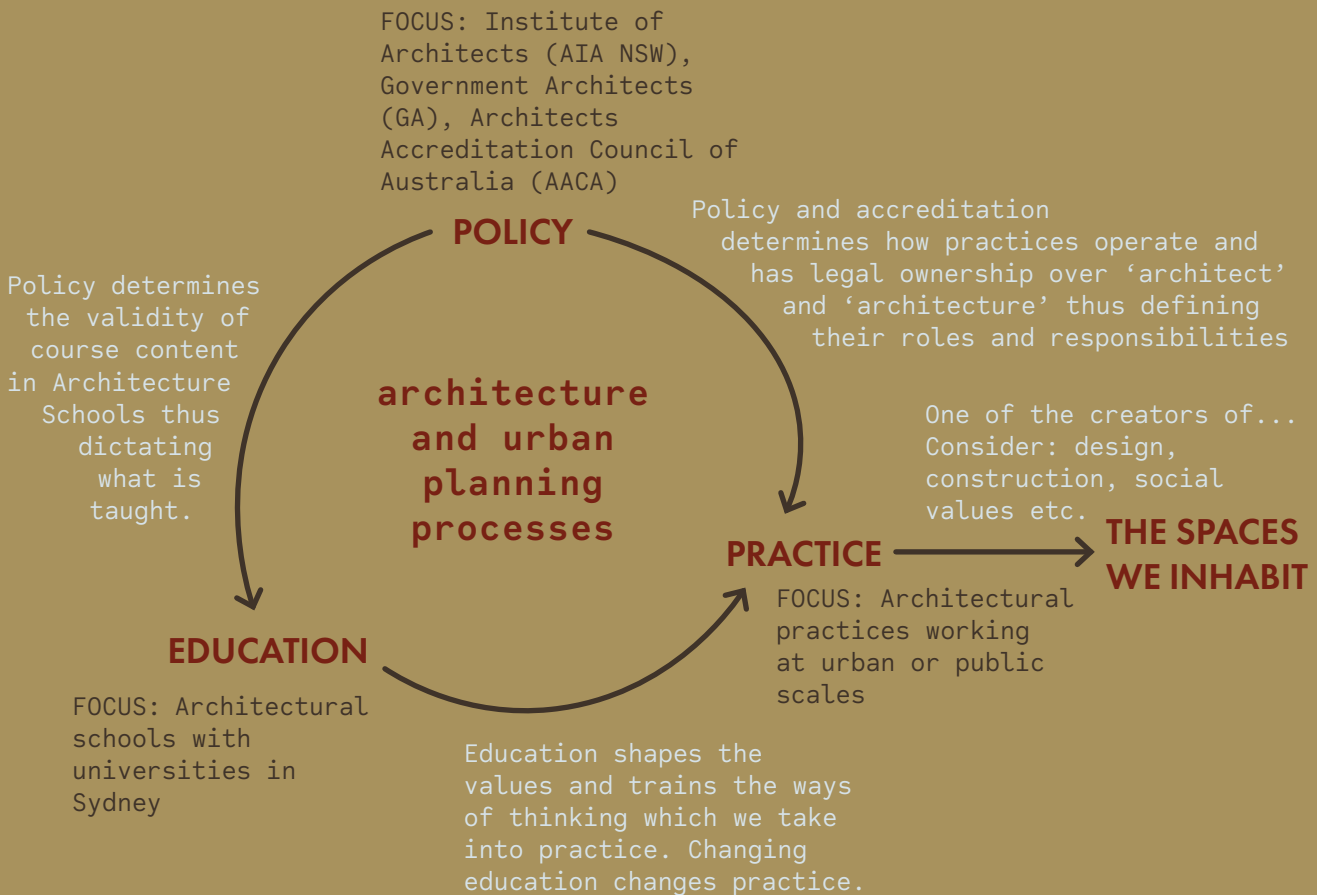 FOCUS: Institute of
Architects (AIA NSW),
Government Architects
(GA), Architects
Accreditation Council of
Australia (AACA)
POLICY
Policy and accreditation
determines how practices operate and
has legal ownership over ‘architect’
and ‘architecture’ thus defining
their roles and responsibilities
Policy determines
the validity of
course content
in Architecture
Schools thus
dictating
what is
taught.
architecture
and urban
planning
processes
One of the creators of...
Consider: design,
construction, social
values etc.
THE SPACES
WE INHABIT
PRACTICE
FOCUS: Architectural
practices working
at urban or public
scales
EDUCATION
FOCUS: Architectural
schools with
universities in
Sydney
Education shapes the
values and trains the ways
of thinking which we take
into practice. Changing
education changes practice.